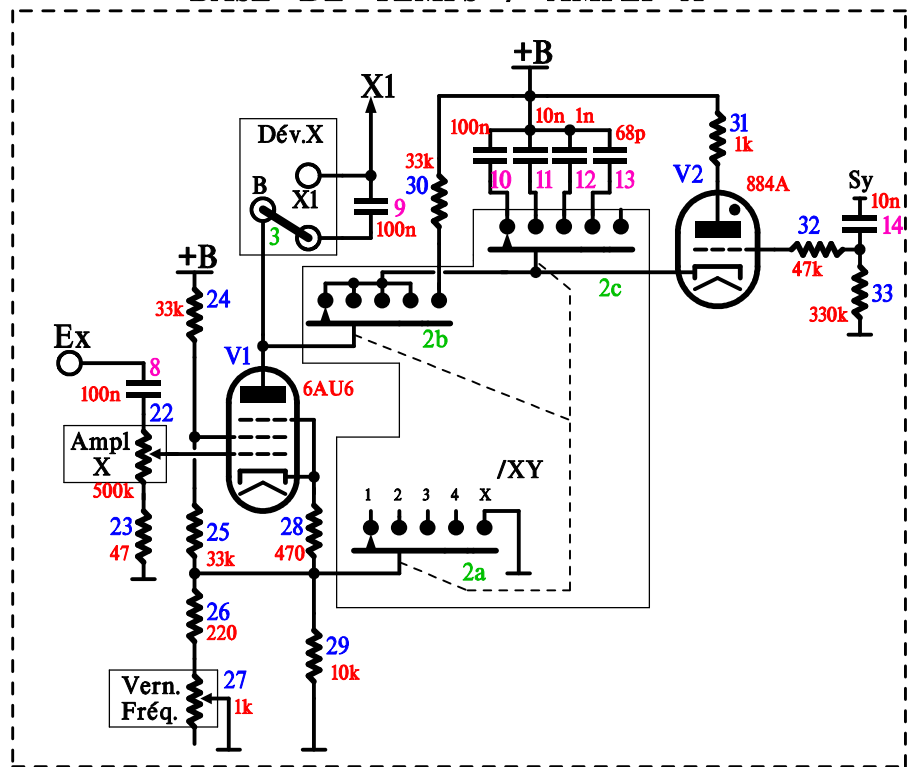 +B
X1
Dév.X
X1
B
3
9
100n
33k
30
100n
10n
1n
68p
10
11
12
13
31
1k
V2
884A
Sy
10n
14
32
47k
33
330k
2c
2b
+B
33k
24
Ex
8
100n
22
Ampl
X
500k
V1
6AU6
23
47
25
33k
28
470
/XY
1 2 3 4 X
2a
26
220
29
10k
Vern.
Fréq.
27
1k